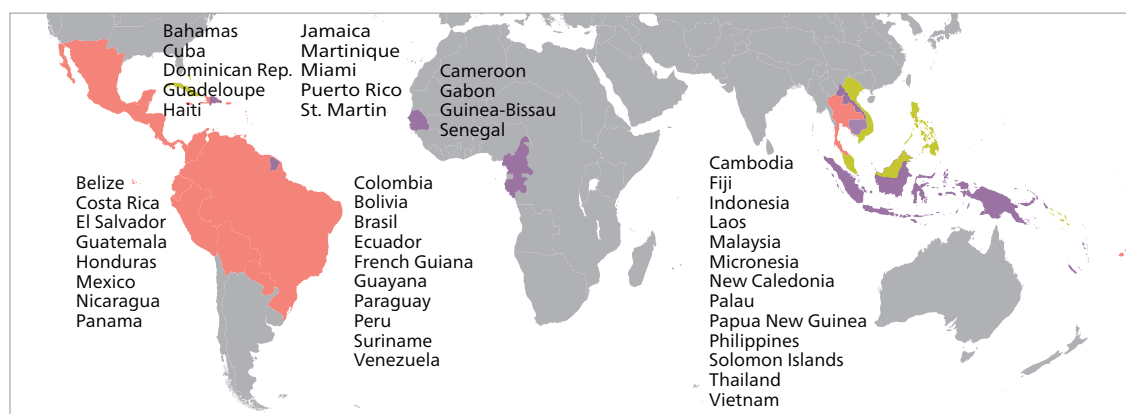 Bahamas
Cuba
Dominican Rep.
Guadeloupe
Haïti
Jamaica
Martinique
Miami
Puerto Rico
St. Martin
Cameroon
Gabon
Guinea-Bissau
Senegal
Belize
Costa Rica
El Salvador
Guatemala
Honduras
Mexico
Nicaragua
Panama
Colombia
Bolivia
Brasil
Ecuador
French Guiana
Guayana
Paraguay
Peru
Suriname
Venezuela
Cambodia
Fiji
Indonesia
Laos
Malaysia
Micronesia
New Caledonia
Palau
Papua New Guinea
Philippines
Solomon Islands
Thailand
Vietnam